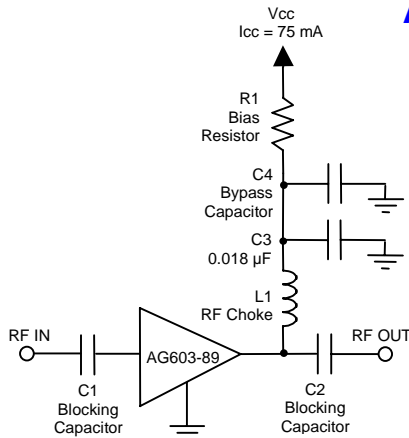 Vcc
Icc = 75 mA
R1
Bias
Resistor
C4
Bypass
Capacitor
C3
0.018 µF
L1
RF Choke
RF IN
AG603-89
RF OUT
C1
Blocking
Capacitor
C2
Blocking
Capacitor